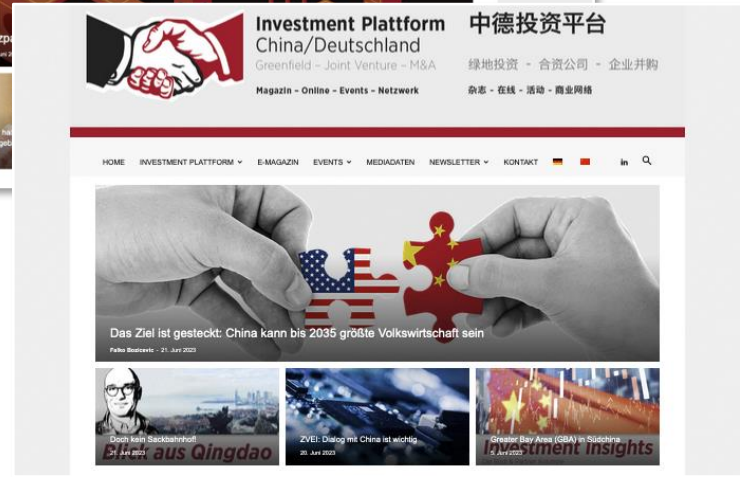 Investment Plattform
China/Deutschland
Greenfield – Joint Venture – M&A
Magazin – Online – Events – Netzwerk
中德投资平台
绿地投资 - 合资公司 - 企业并购
杂志 - 在线 - 活动 - 商业网络
HOME INVESTMENT PLATTFORM E-MAGAZIN EVENTS MEDIADATEN NEWSLETTER KONTAKT in
Das Ziel ist gesteckt: China kann bis 2035 größte Volkswirtschaft sein
Falko Bozicevic - 21. Juni 2023
Doch kein Sackbahnhof!
21. Juni 2023
Blick aus Qingdao
ZVEI: Dialog mit China ist wichtig
20. Juni 2023
Greater Bay Area (GBA) in Südchina
5. Juni 2023
Investment Insights